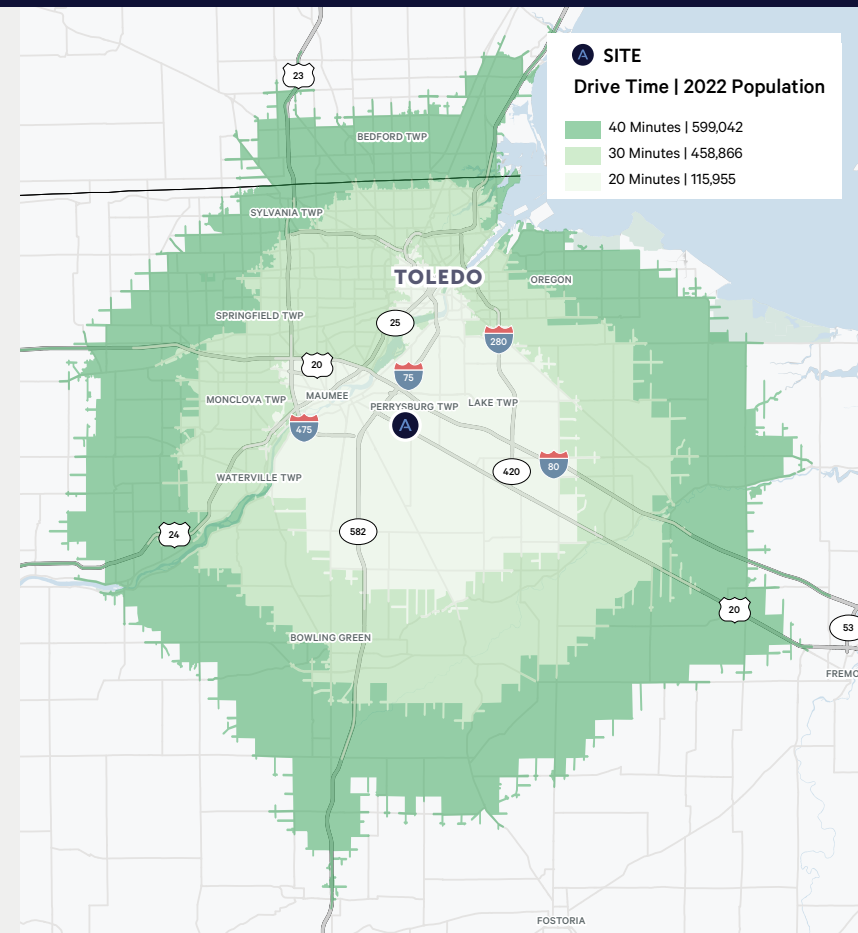 A SITE
Drive Time | 2022 Population
40 Minutes | 599,042
30 Minutes | 458,866
20 Minutes | 115,955
23
BEDFORD TWP
SYLVANIA TWP
TOLEDO
OREGON
SPRINGFIELD TWP
25
280
20
75
MONCLOVA TWP
MAUMEE
PERRYSBURG TWP
LAKE TWP
A
475
80
420
WATERVILLE TWP
24
582
20
53
BOWLING GREEN
FREMO
FOSTORIA